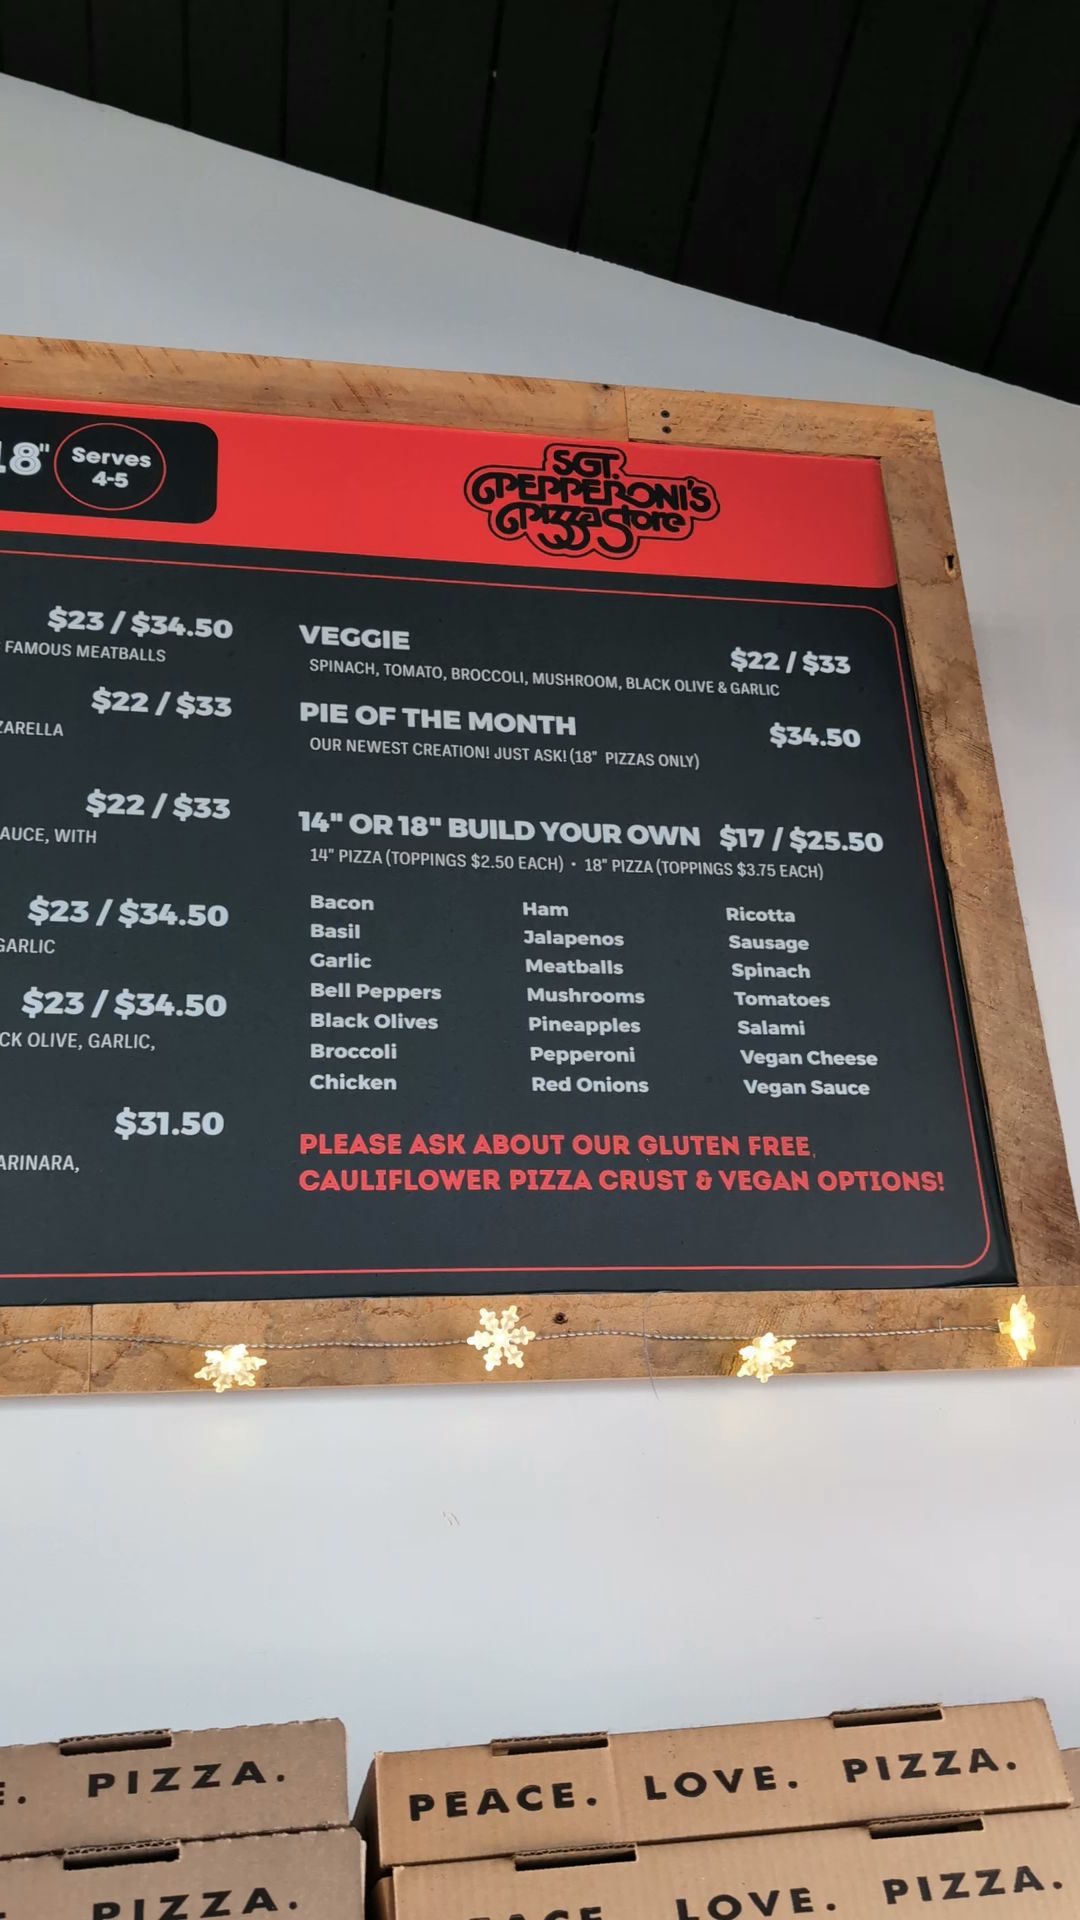 18"
Serves
4-5
SGT.
PEPPERONI'S
Pizza Store
$23 / $34.50
FAMOUS MEATBALLS
$22 / $33
$22 / $33
WITH
$23 / $34.50
GARLIC
$23 / $34.50
OLIVE, GARLIC,
$31.50
VEGGIE
$22 / $33
SPINACH, TOMATO, BROCCOLI, MUSHROOM, BLACK OLIVE & GARLIC
PIE OF THE MONTH
$34.50
OUR NEWEST CREATION! JUST ASK! (18" PIZZAS ONLY)
14" OR 18" BUILD YOUR OWN $17 / $25.50
14" PIZZA (TOPPINGS $2.50 EACH) • 18" PIZZA (TOPPINGS $3.75 EACH)
Bacon
Basil
Garlic
Bell Peppers
Black Olives
Broccoli
Chicken
Ham
Jalapenos
Meatballs
Mushrooms
Pineapples
Pepperoni
Red Onions
Ricotta
Sausage
Spinach
Tomatoes
Salami
Vegan Cheese
Vegan Sauce
PLEASE ASK ABOUT OUR GLUTEN FREE,
CAULIFLOWER PIZZA CRUST & VEGAN OPTIONS!
PIZZA.
PEACE. LOVE. PIZZA.
PIZZA.
LOVE. PIZZA.